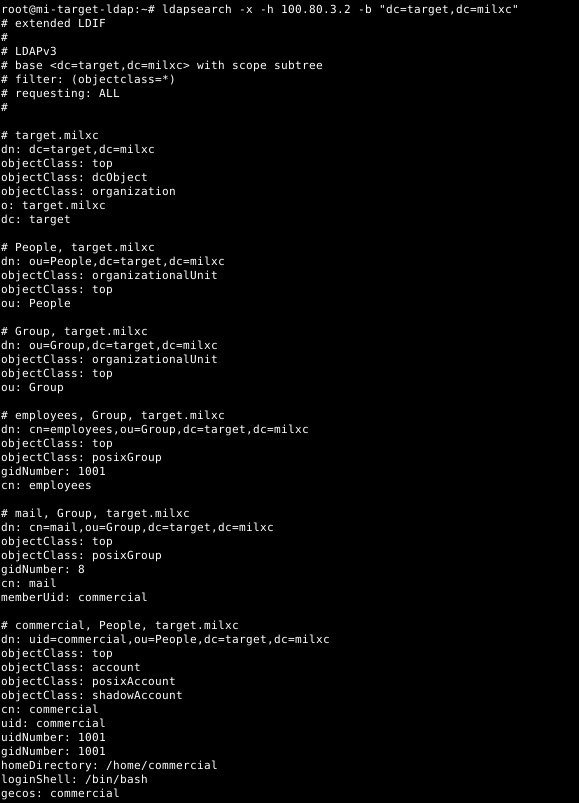 root@mi-target-ldap:~# ldapsearch -x -h 100.80.3.2 -b "dc=target,dc=milxc"
# extended LDIF
#
# LDAPv3
# base <dc=target,dc=milxc> with scope subtree
# filter: (objectclass=*)
# requesting: ALL
#

# target.milxc
dn: dc=target,dc=milxc
objectClass: top
objectClass: dcObject
objectClass: organization
o: target.milxc
dc: target

# People, target.milxc
dn: ou=People,dc=target,dc=milxc
objectClass: organizationalUnit
objectClass: top
ou: People

# Group, target.milxc
dn: ou=Group,dc=target,dc=milxc
objectClass: organizationalUnit
objectClass: top
ou: Group

# employees, Group, target.milxc
dn: cn=employees,ou=Group,dc=target,dc=milxc
objectClass: top
objectClass: posixGroup
gidNumber: 1001
cn: employees

# mail, Group, target.milxc
dn: cn=mail,ou=Group,dc=target,dc=milxc
objectClass: top
objectClass: posixGroup
gidNumber: 8
cn: mail
memberUid: commercial

# commercial, People, target.milxc
dn: uid=commercial,ou=People,dc=target,dc=milxc
objectClass: top
objectClass: account
objectClass: posixAccount
objectClass: shadowAccount
cn: commercial
uid: commercial
uidNumber: 1001
gidNumber: 1001
homeDirectory: /home/commercial
loginShell: /bin/bash
gecos: commercial